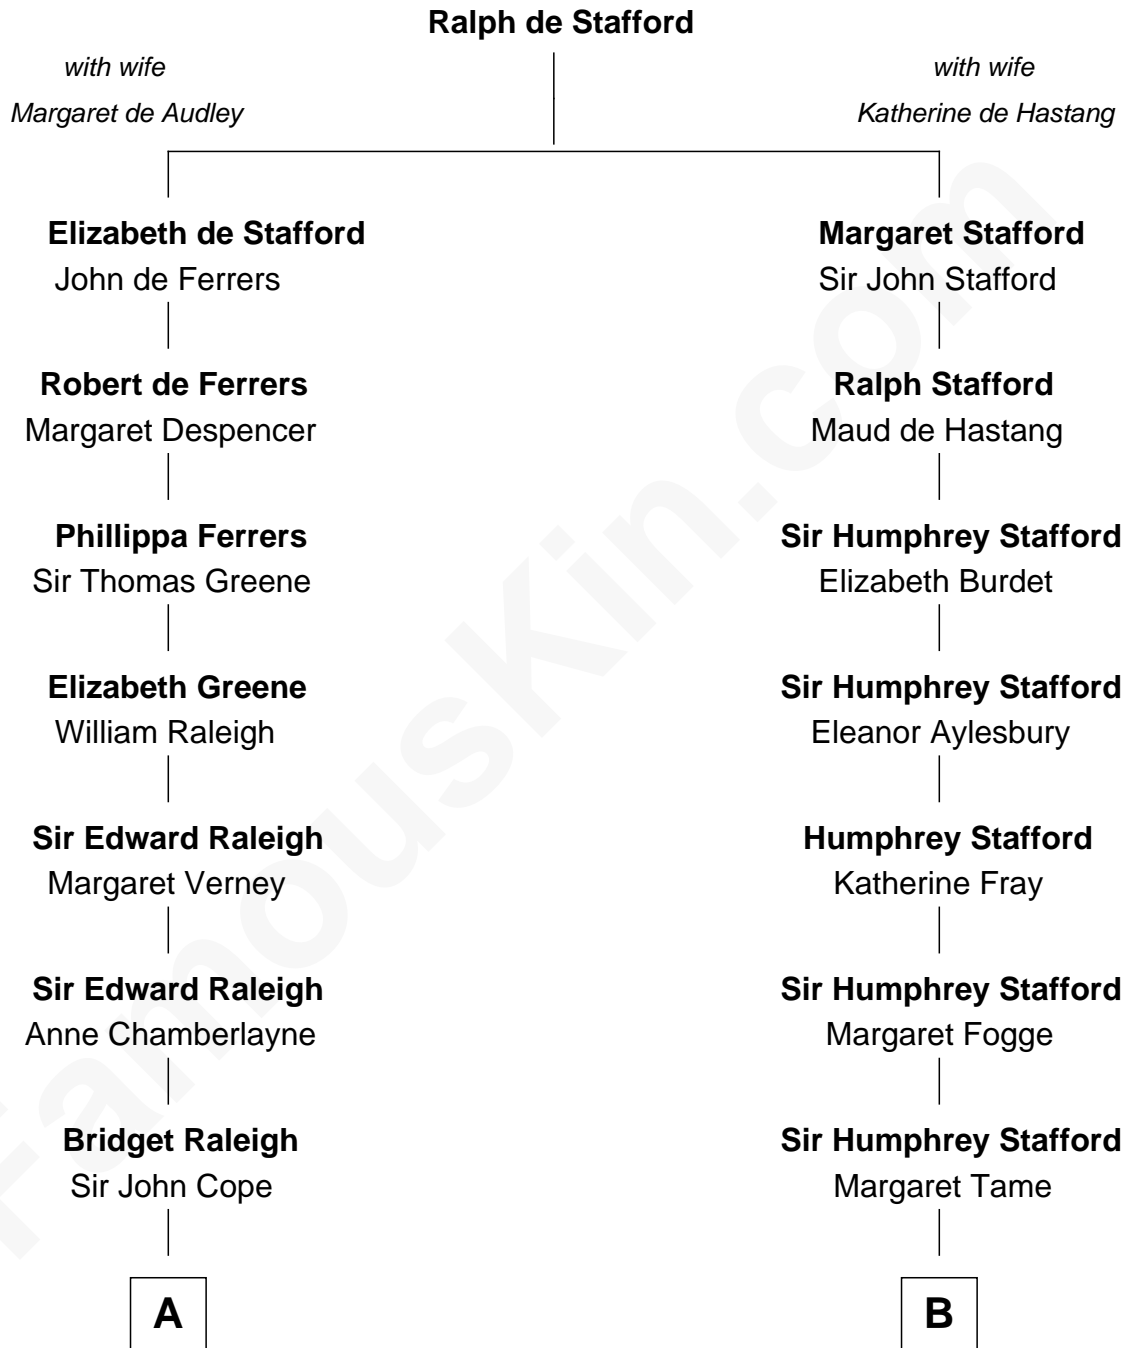 Ralph de Stafford
with wife
Margaret de Audley
with wife
Katherine de Hastang
Elizabeth de Stafford
John de Ferrers
Margaret Stafford
Sir John Stafford
Robert de Ferrers
Margaret Despencer
Ralph Stafford
Maud de Hastang
Phillippa Ferrers
Sir Thomas Greene
Sir Humphrey Stafford
Elizabeth Burdet
Elizabeth Greene
William Raleigh
Sir Humphrey Stafford
Eleanor Aylesbury
Sir Edward Raleigh
Margaret Verney
Humphrey Stafford
Katherine Fray
Sir Edward Raleigh
Anne Chamberlayne
Sir Humphrey Stafford
Margaret Fogge
Bridget Raleigh
Sir John Cope
Sir Humphrey Stafford
Margaret Tame
A
B
FamousKin.com